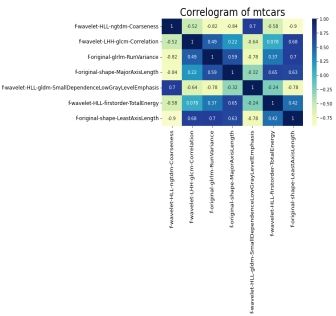 Correlogram of mtcars
f-wavelet-HLL-ngtdm-Coarseness 1 -0.52 -0.82 -0.84 0.7 -0.58 -0.9 1.00
f-wavelet-LHH-glcm-Correlation -0.52 1 0.45 0.22 -0.64 0.68 0.75
f-original-glrlm-RunVariance -0.82 0.45 1 0.59 -0.78 0.37 0.7 0.50
f-original-shape-MajorAxisLength -0.84 0.22 0.59 1 -0.32 0.65 0.63 0.25
f-wavelet-HLL-gldm-SmallDependenceLowGrayLevelEmphasis 0.7 -0.64 -0.78 -0.32 1 -0.24 -0.78 0.00
f-wavelet-HLL-firstorder-TotalEnergy -0.58 0.37 0.65 -0.24 1 0.42 -0.25
f-original-shape-LeastAxisLength -0.9 0.68 0.7 0.63 -0.78 0.42 1 -0.50
-0.75
f-wavelet-HLL-ngtdm-Coarseness
f-wavelet-LHH-glcm-Correlation
f-original-glrlm-RunVariance
f-original-shape-MajorAxisLength
f-wavelet-HLL-gldm-SmallDependenceLowGrayLevelEmphasis
f-wavelet-HLL-firstorder-TotalEnergy
f-original-shape-LeastAxisLength